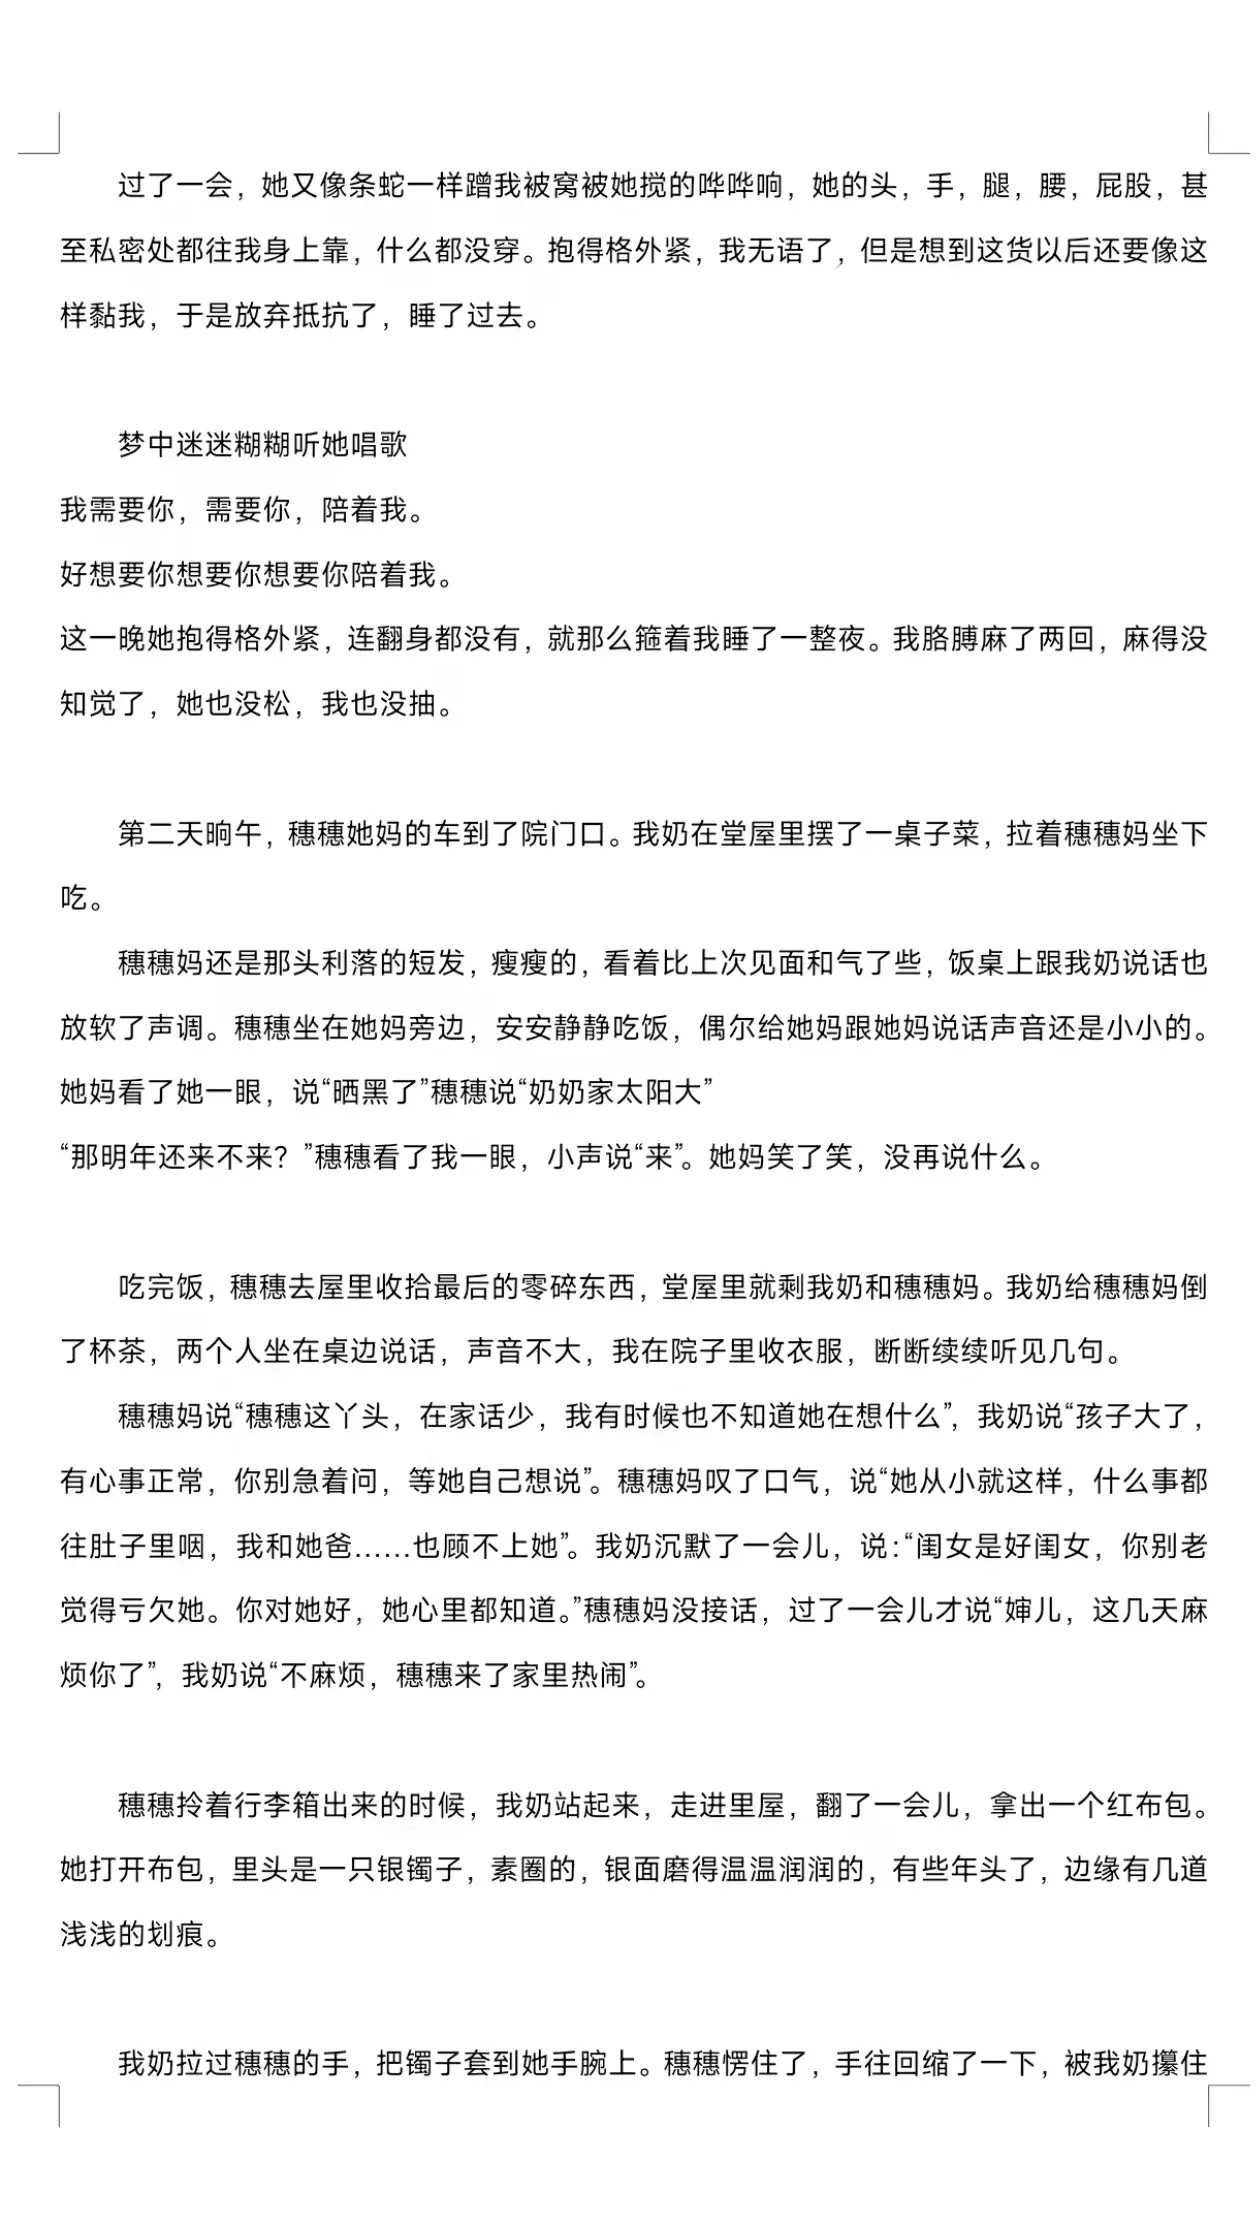 过了一会，她又像条蛇一样蹭我被窝被她搅的哗哗响，她的头，手，腿，腰，屁股，甚
至私密处都往我身上靠，什么都没穿。抱得格外紧，我无语了，但是想到这货以后还要像这
样黏我，于是放弃抵抗了，睡了过去。
梦中迷迷糊糊听她唱歌
我需要你，需要你，陪着我。
好想要你想要你想要你陪着我。
这一晚她抱得格外紧，连翻身都没有，就那么箍着我睡了一整夜。我胳膊麻了两回，麻得没
知觉了，她也没松，我也没抽。
第二天晌午，穗穗她妈的车到了院门口。我奶在堂屋里摆了一桌子菜，拉着穗穗妈坐下
吃。
穗穗妈还是那头利落的短发，瘦瘦的，看着比上次见面和气了些，饭桌上跟我奶说话也
放软了声调。穗穗坐在她妈旁边，安安静静吃饭，偶尔给她妈跟她妈说话声音还是小小的。
她妈看了她一眼，说“晒黑了”穗穗说“奶奶家太阳大”
“那明年还来不来？”穗穗看了我一眼，小声说“来”。她妈笑了笑，没再说什么。
吃完饭，穗穗去屋里收拾最后的零碎东西，堂屋里就剩我奶和穗穗妈。我奶给穗穗妈倒
了杯茶，两个人坐在桌边说话，声音不大，我在院子里收衣服，断断续续听见几句。
穗穗妈说“穗穗这丫头，在家话少，我有时候也不知道她在想什么”，我奶说“孩子大了，
有心事正常，你别急着问，等她自己想说”。穗穗妈叹了口气，说“她从小就这样，什么事都
往肚子里咽，我和她爸……也顾不上她”。我奶沉默了一会儿，说：“闺女是好闺女，你别老
觉得亏欠她。你对她好，她心里都知道。”穗穗妈没接话，过了一会儿才说“婶儿，这几天麻
烦你了”，我奶说“不麻烦，穗穗来了家里热闹”。
穗穗拎着行李箱出来的时候，我奶站起来，走进里屋，翻了一会儿，拿出一个红布包。
她打开布包，里头是一只银镯子，素圈的，银面磨得温温润润的，有些年头了，边缘有几道
浅浅的划痕。
我奶拉过穗穗的手，把镯子套到她手腕上。穗穗愣住了，手往回缩了一下，被我奶攥住